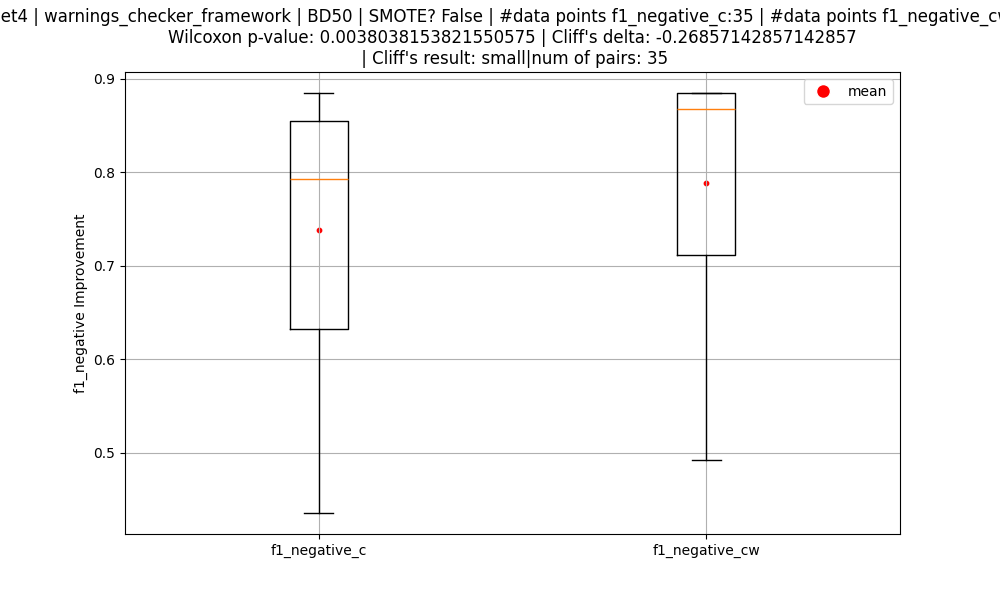 et4 | warnings_checker_framework | BD50 | SMOTE? False | #data points f1_negative_c:35 | #data points f1_negative_cw
Wilcoxon p-value: 0.0038038153821550575 | Cliff's delta: -0.26857142857142857
| Cliff's result: small|num of pairs: 35
mean
f1_negative Improvement
0.9
0.8
0.7
0.6
0.5
f1_negative_c
f1_negative_cw